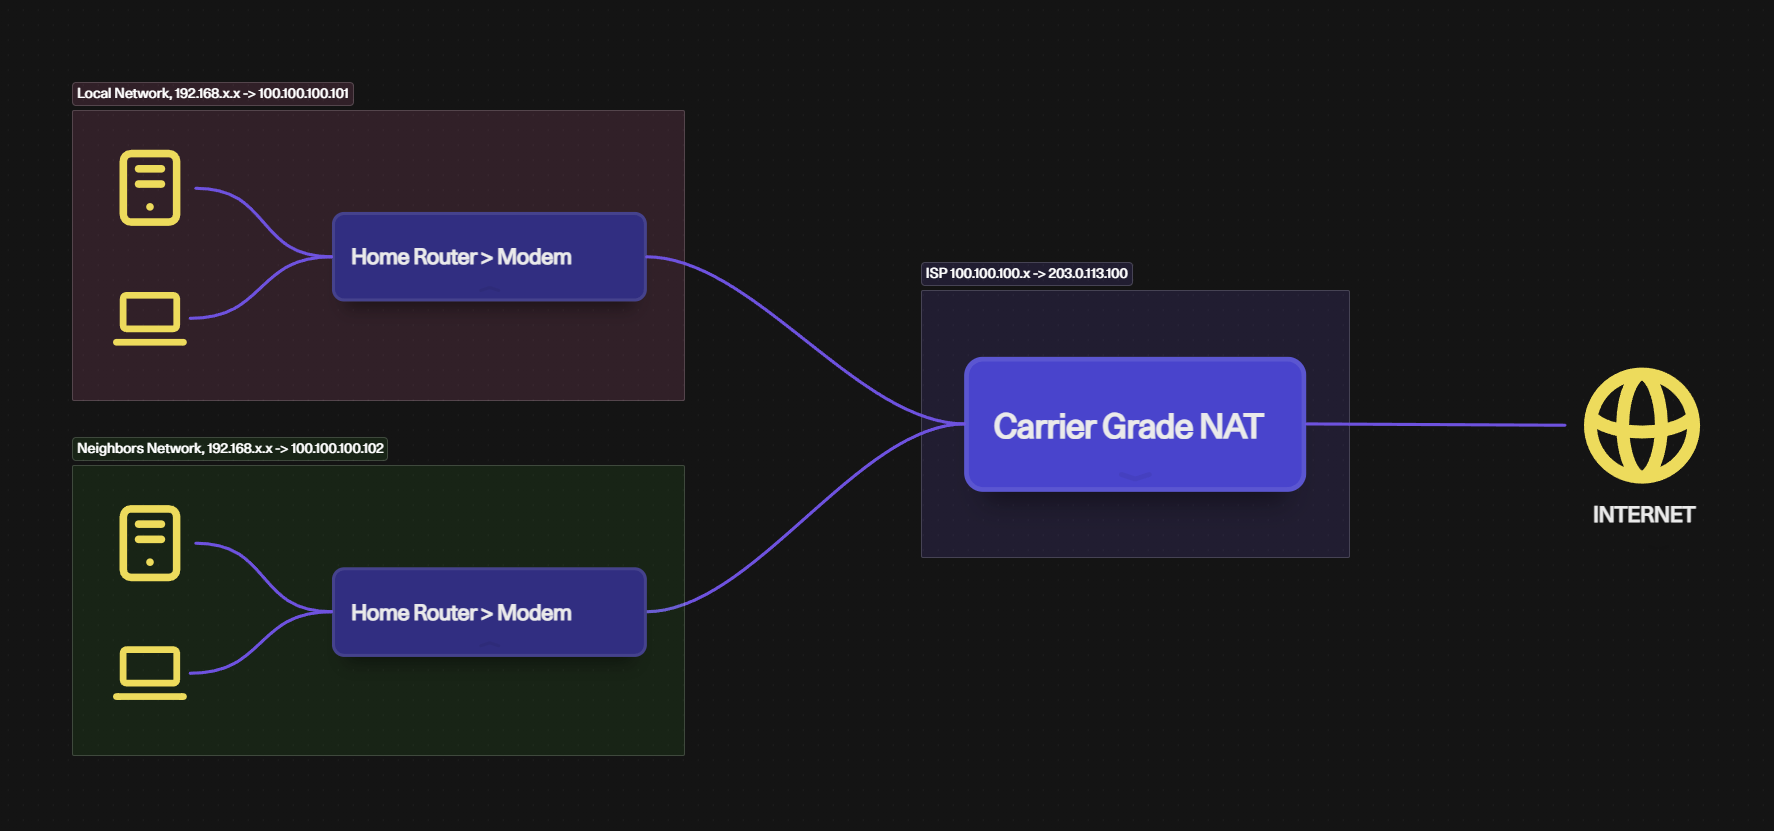 Local Network, 192.168.x.x -> 100.100.100.101
Home Router > Modem
ISP 100.100.100.x -> 203.0.113.100
Carrier Grade NAT
INTERNET
Neighbors Network, 192.168.x.x -> 100.100.100.102
Home Router > Modem